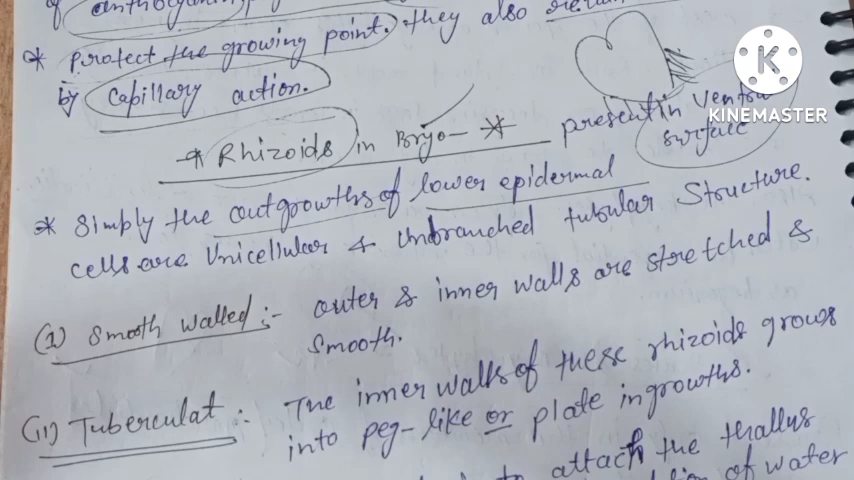 of anthocyanin
* protect the growing point. they also
by capillary action.
KINEMASTER
-* Rhizoids in Bryo- *
present in Ventral
surface
* Simply the outgrowths of lower epidermal
cells are Unicellular & Unbranched tubular Structure.
(i) Smooth walled :- outer & inner walls are stretched &
smooth.
(ii) Tuberculat :- The inner walls of these rhizoids grows
into peg-like or plate ingrowths.
to attach the thallus
of water